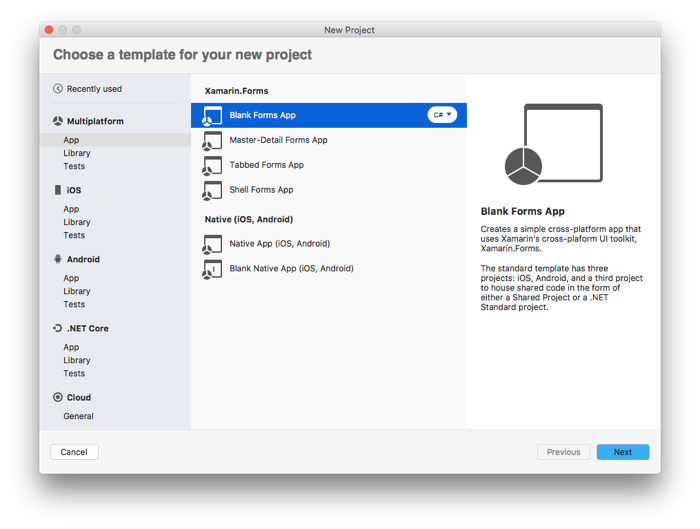 New Project
Choose a template for your new project
Recently used
Multiplatform
App
Library
Tests
iOS
App
Library
Tests
Android
App
Library
Tests
.NET Core
App
Library
Tests
Cloud
General
Xamarin.Forms
Blank Forms App
C#
Master-Detail Forms App
Tabbed Forms App
Shell Forms App
Native (iOS, Android)
Native App (iOS, Android)
1
Blank Native App (iOS, Android)
Blank Forms App
Creates a simple cross-platform app that
uses Xamarin's cross-plaform UI toolkit,
Xamarin.Forms.
The standard template has three
projects: iOS, Android, and a third project
to house shared code in the form of
either a Shared Project or a .NET
Standard project.
Cancel
Previous
Next